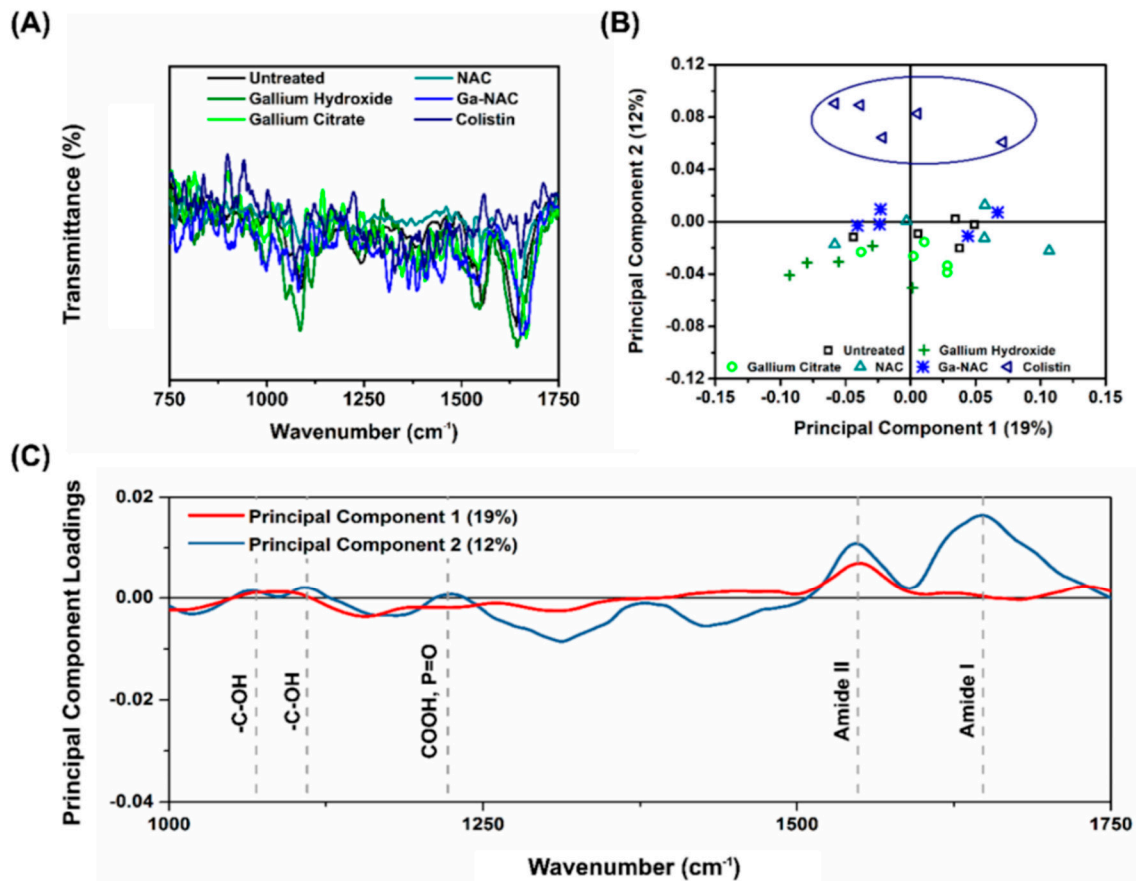 (A)
Untreated
Gallium Hydroxide
Gallium Citrate
NAC
Ga-NAC
Colistin
Transmittance (%)
750 1000 1250 1500 1750
Wavenumber (cm-1)
(B)
0.12
0.08
0.04
0.00
-0.04
-0.08
-0.12
Principal Component 2 (12%)
Untreated Gallium Hydroxide
Gallium Citrate NAC Ga-NAC Colistin
-0.15 -0.10 -0.05 0.00 0.05 0.10 0.15
Principal Component 1 (19%)
(C)
Principal Component Loadings
0.02
0.00
-0.02
-0.04
Principal Component 1 (19%)
Principal Component 2 (12%)
-C-OH
-C-OH
COOH, P=O
Amide II
Amide I
1000 1250 1500 1750
Wavenumber (cm-1)